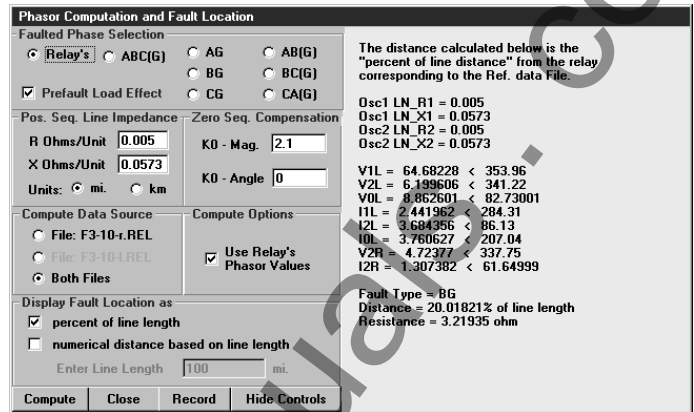 Phasor Computation and Fault Location
Faulted Phase Selection
Relay's ABC(G) AG AB(G)
BG BC(G)
Prefault Load Effect CG CA(G)
Pos. Seq. Line Impedance
R Ohms/Unit 0.005
X Ohms/Unit 0.0573
Units: mi. km
Zero Seq. Compensation
K0 - Mag. 2.1
K0 - Angle 0
Compute Data Source
File: F3-10-r.REL
File: F3-10-l.REL
Both Files
Compute Options
Use Relay's
Phasor Values
Display Fault Location as
percent of line length
numerical distance based on line length
Enter Line Length 100 mi.
Compute Close Record Hide Controls
The distance calculated below is the
"percent of line distance" from the relay
corresponding to the Ref. data File.
Osc1 LN_R1 = 0.005
Osc1 LN_X1 = 0.0573
Osc2 LN_R2 = 0.005
Osc2 LN_X2 = 0.0573
V1L = 64.68228 < 353.96
V2L = 6.199606 < 341.22
V0L = 8.862601 < 82.73001
I1L = 2.441962 < 284.31
I2L = 3.684356 < 86.13
I0L = 3.760627 < 207.04
V2R = 4.72377 < 337.75
I2R = 1.307382 < 61.64999
Fault Type = BG
Distance = 20.01821% of line length
Resistance = 3.21935 ohm